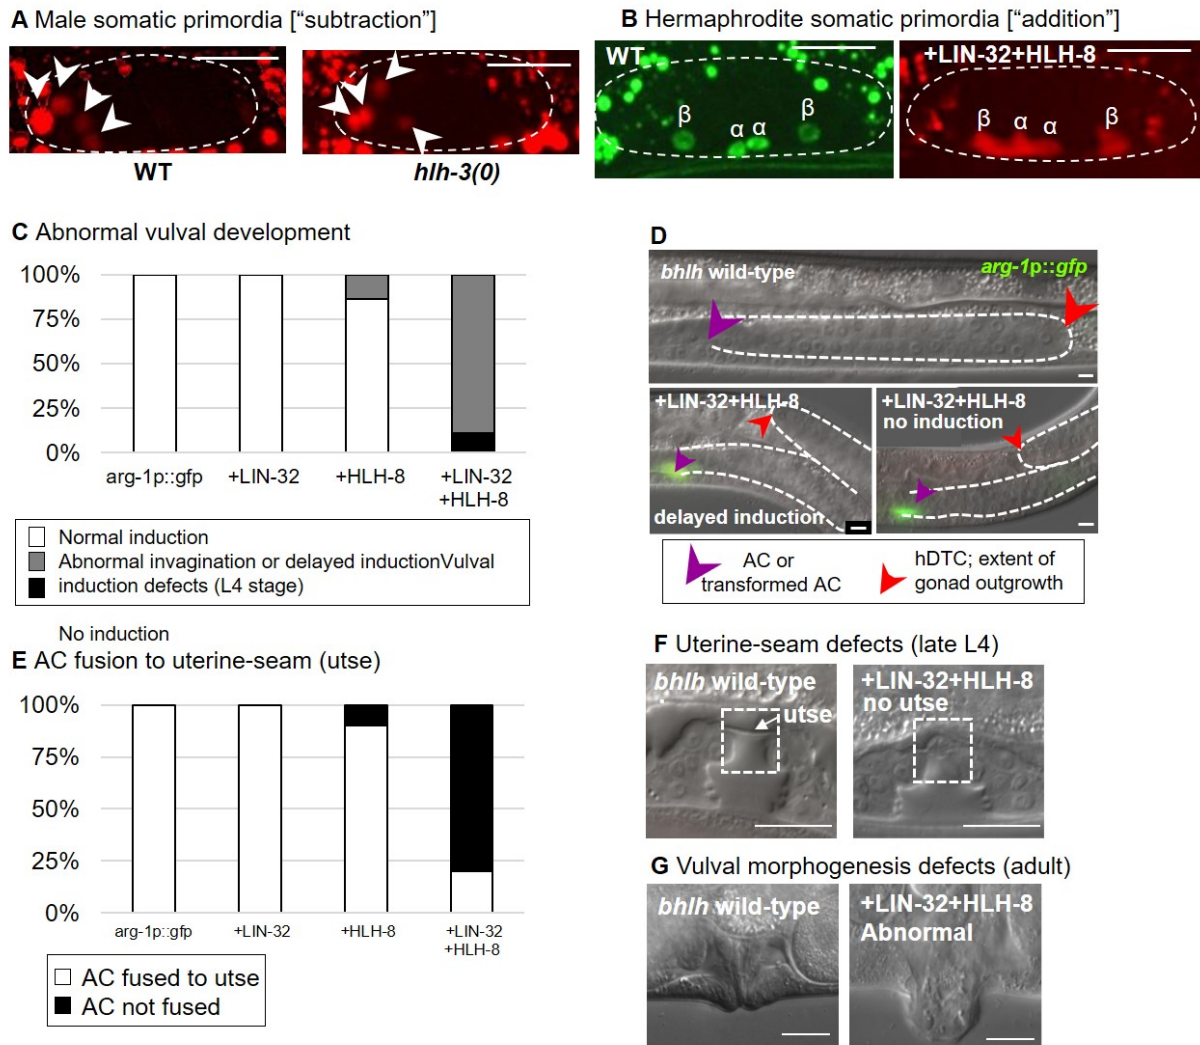 A Male somatic primordia [“subtraction”]
WT
hlh-3(0)
B Hermaphrodite somatic primordia [“addition”]
WT
β
α
α
β
+LIN-32+HLH-8
β
α
α
β
C Abnormal vulval development
100%
75%
50%
25%
0%
arg-1p::gfp
+LIN-32
+HLH-8
+LIN-32
+HLH-8
Normal induction
Abnormal invagination or delayed inductionVulval
induction defects (L4 stage)
No induction
D
bhlh wild-type
arg-1p::gfp
+LIN-32+HLH-8
delayed induction
+LIN-32+HLH-8
no induction
AC or
transformed AC
hDTC; extent of
gonad outgrowth
E AC fusion to uterine-seam (utse)
100%
75%
50%
25%
0%
arg-1p::gfp
+LIN-32
+HLH-8
+LIN-32
+HLH-8
AC fused to utse
AC not fused
F Uterine-seam defects (late L4)
bhlh wild-type
utse
+LIN-32+HLH-8
no utse
G Vulval morphogenesis defects (adult)
bhlh wild-type
+LIN-32+HLH-8
Abnormal